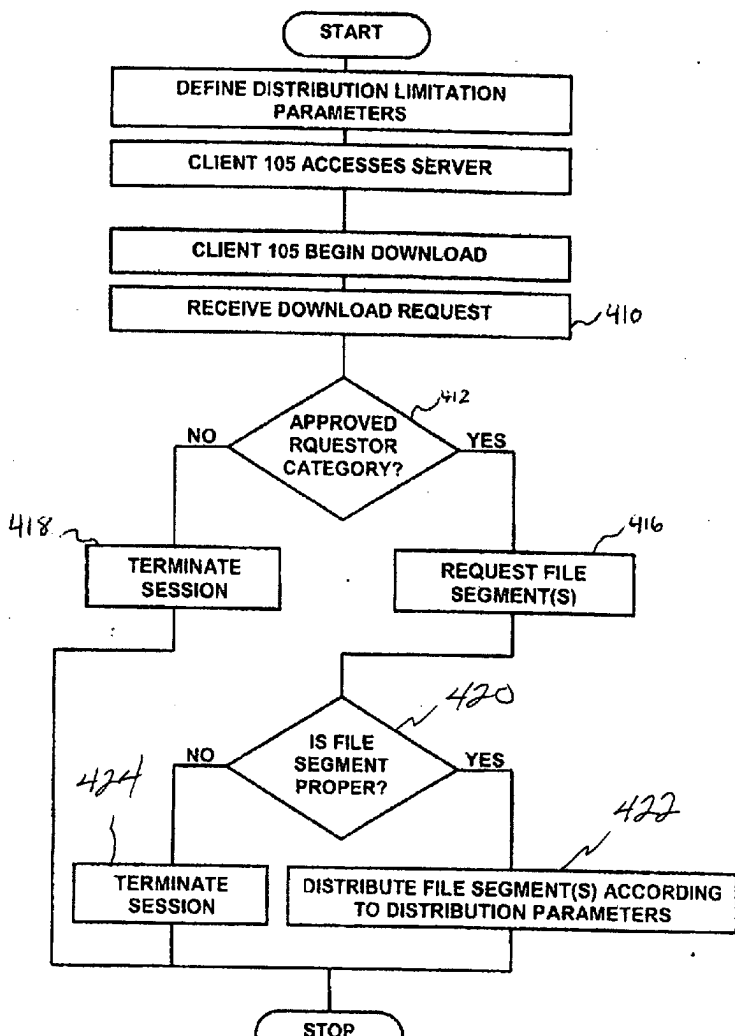 START
DEFINE DISTRIBUTION LIMITATION
PARAMETERS
CLIENT 105 ACCESSES SERVER
CLIENT 105 BEGIN DOWNLOAD
RECEIVE DOWNLOAD REQUEST
410
412
APPROVED
RQUESTOR
CATEGORY?
NO
YES
418
416
TERMINATE
SESSION
REQUEST FILE
SEGMENT(S)
420
IS FILE
SEGMENT
PROPER?
NO
YES
424
422
TERMINATE
SESSION
DISTRIBUTE FILE SEGMENT(S) ACCORDING
TO DISTRIBUTION PARAMETERS
STOP